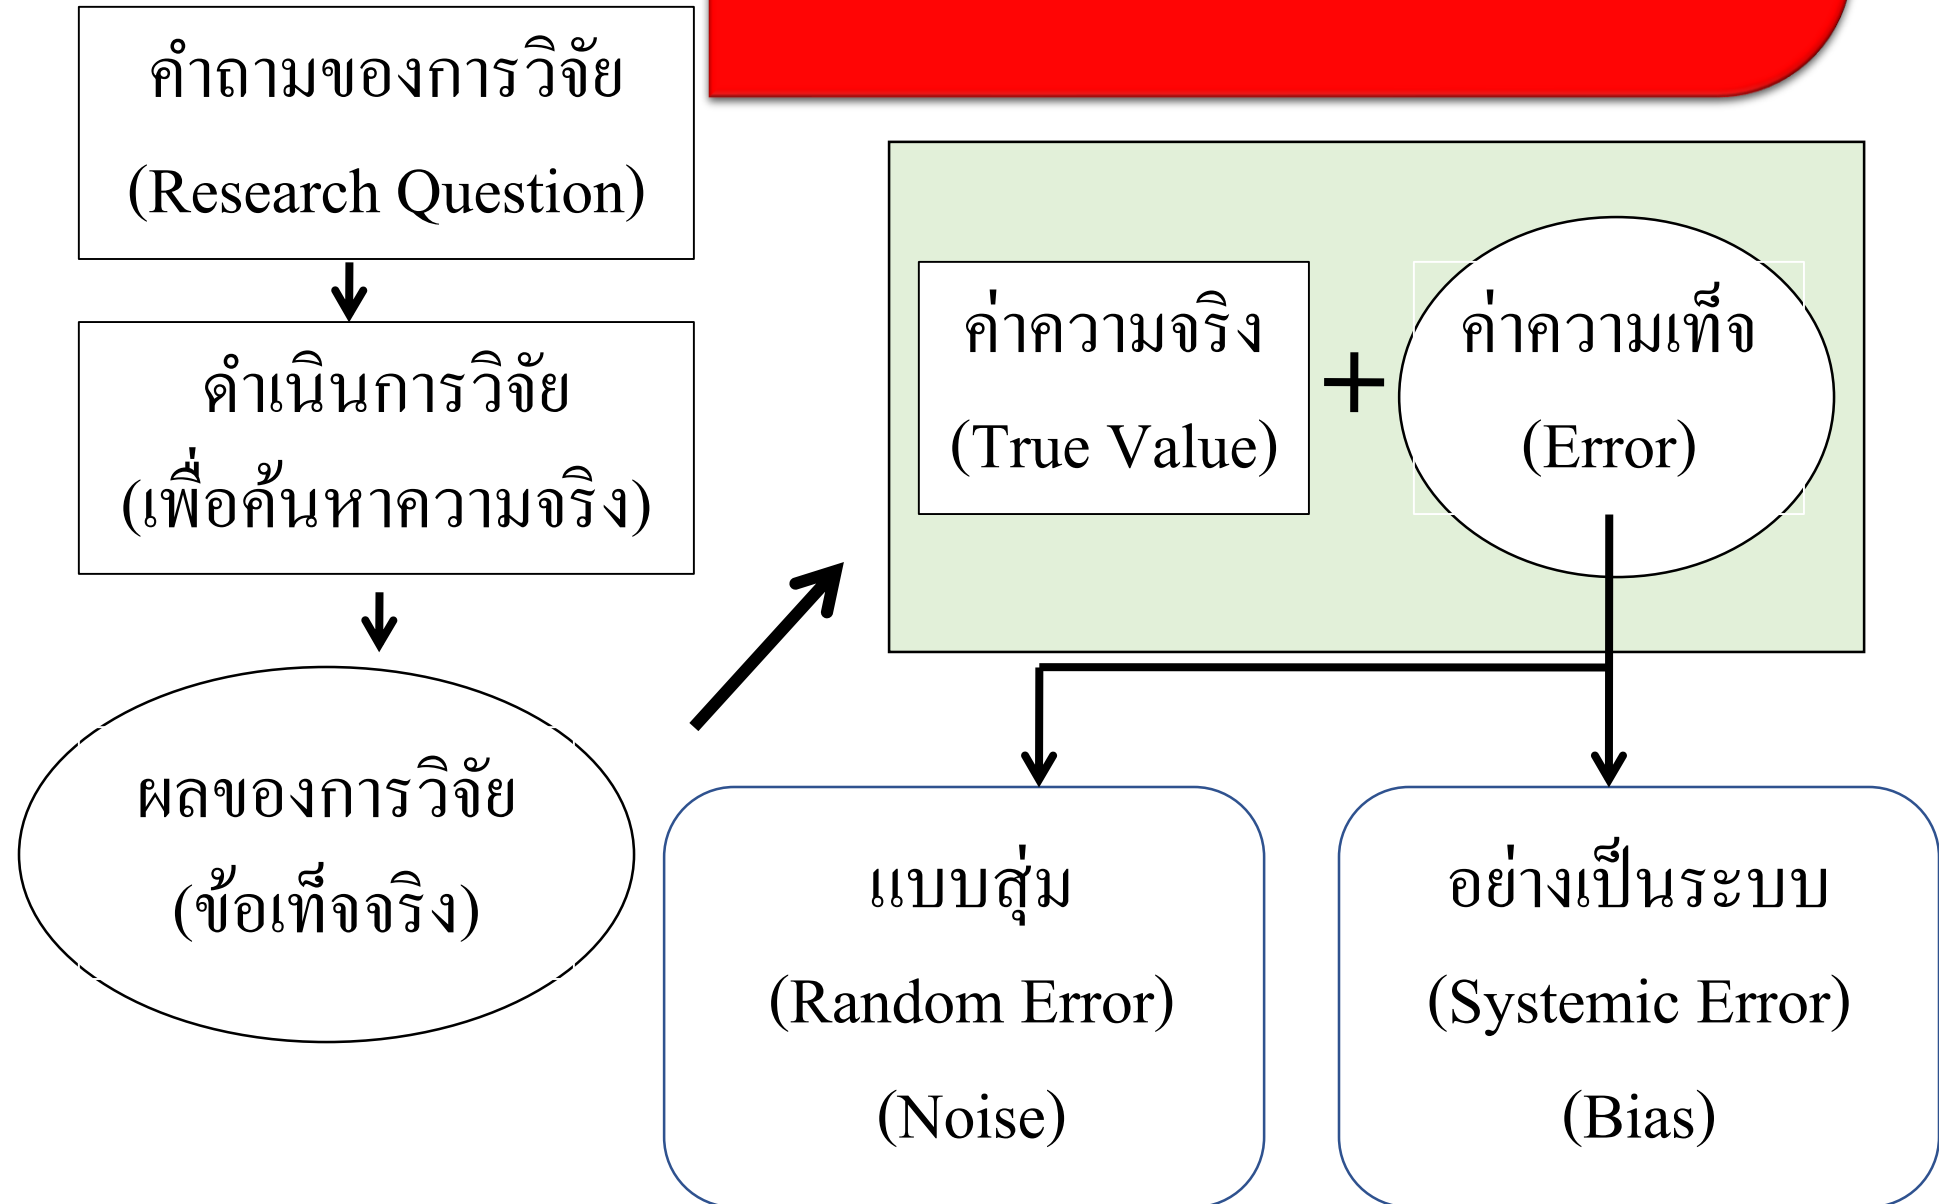 คำถามของการวิจัย
(Research Question)
ดำเนินการวิจัย
(เพื่อค้นหาความจริง)
ผลของการวิจัย
(ข้อเท็จจริง)
ค่าความจริง
(True Value)
+
ค่าความเท็จ
(Error)
แบบสุ่ม
(Random Error)
(Noise)
อย่างเป็นระบบ
(Systemic Error)
(Bias)